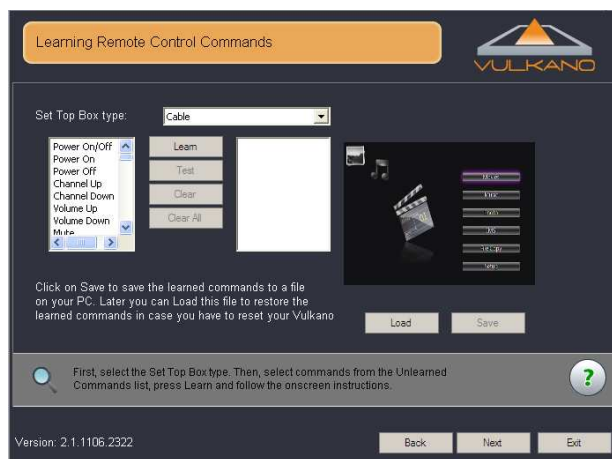 Learning Remote Control Commands
VULKANO
Set Top Box type:
Cable
Power On/Off
Power On
Power Off
Channel Up
Channel Down
Volume Up
Volume Down
Mute
Learn
Test
Clear
Clear All
Click on Save to save the learned commands to a file
on your PC. Later you can Load this file to restore the
learned commands in case you have to reset your Vulkano
Load
Save
First, select the Set Top Box type. Then, select commands from the Unlearned
Commands list, press Learn and follow the onscreen instructions.
?
Version: 2.1.1106.2322
Back
Next
Exit